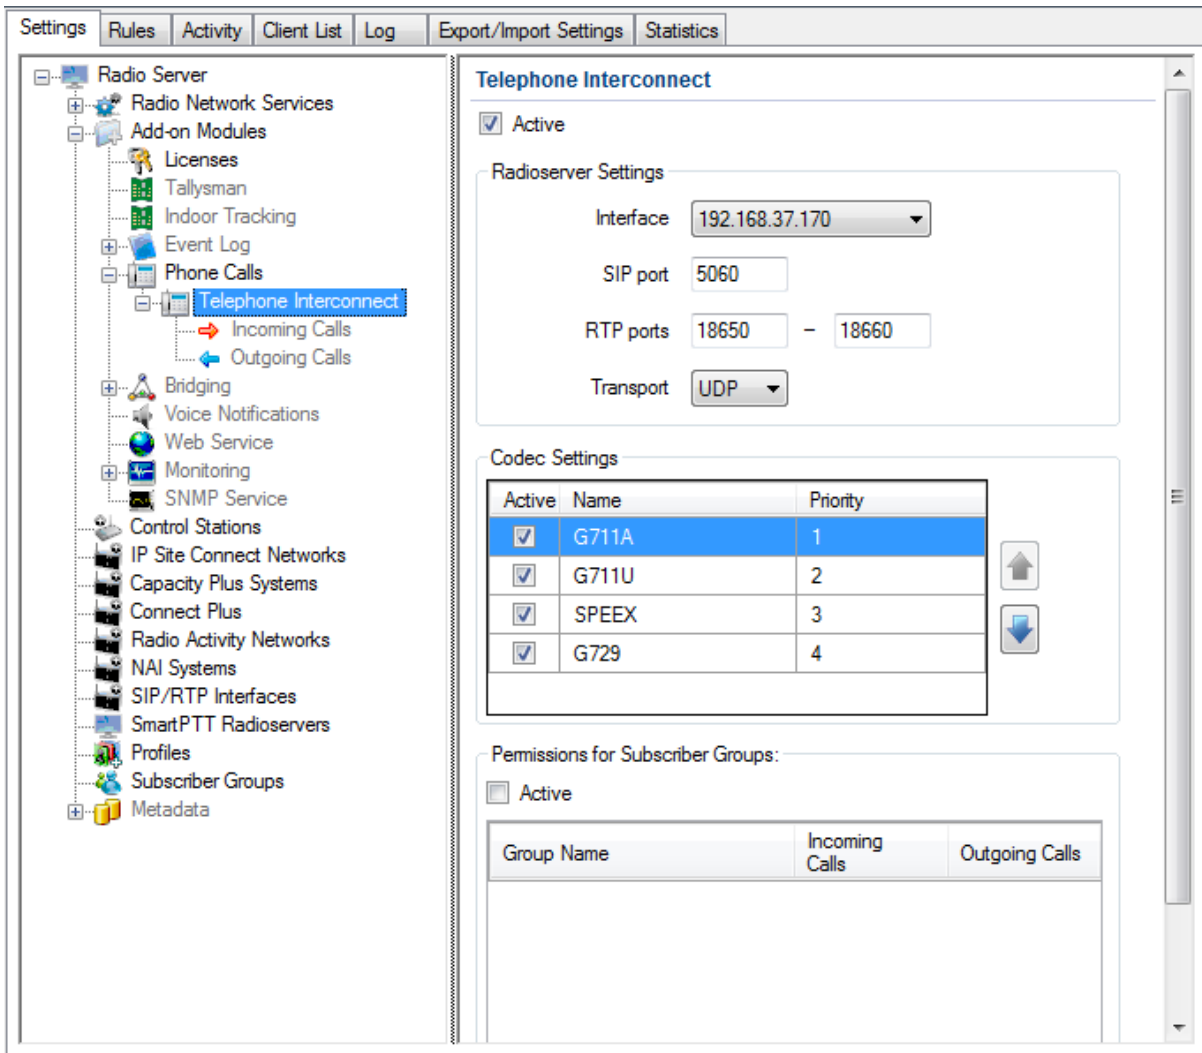 Settings Rules Activity Client List Log Export/Import Settings Statistics
Radio Server
Radio Network Services
Add-on Modules
Licenses
Tallysman
Indoor Tracking
Event Log
Phone Calls
Telephone Interconnect
Incoming Calls
Outgoing Calls
Bridging
Voice Notifications
Web Service
Monitoring
SNMP Service
Control Stations
IP Site Connect Networks
Capacity Plus Systems
Connect Plus
Radio Activity Networks
NAI Systems
SIP/RTP Interfaces
SmartPTT Radioservers
Profiles
Subscriber Groups
Metadata
Telephone Interconnect
Active
Radioserver Settings
Interface 192.168.37.170
SIP port 5060
RTP ports 18650 – 18660
Transport UDP
Codec Settings
Active Name Priority
G711A 1
G711U 2
SPEEX 3
G729 4
Permissions for Subscriber Groups:
Active
Group Name Incoming Calls Outgoing Calls